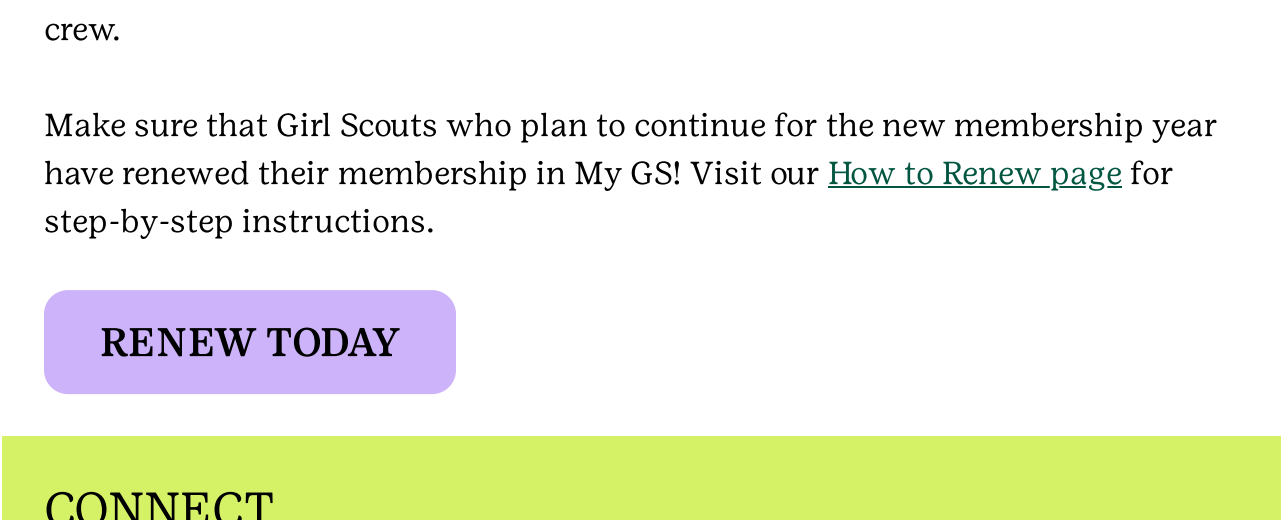 crew.
Make sure that Girl Scouts who plan to continue for the new membership year
have renewed their membership in My GS! Visit our How to Renew page for
step-by-step instructions.
RENEW TODAY
CONNECT